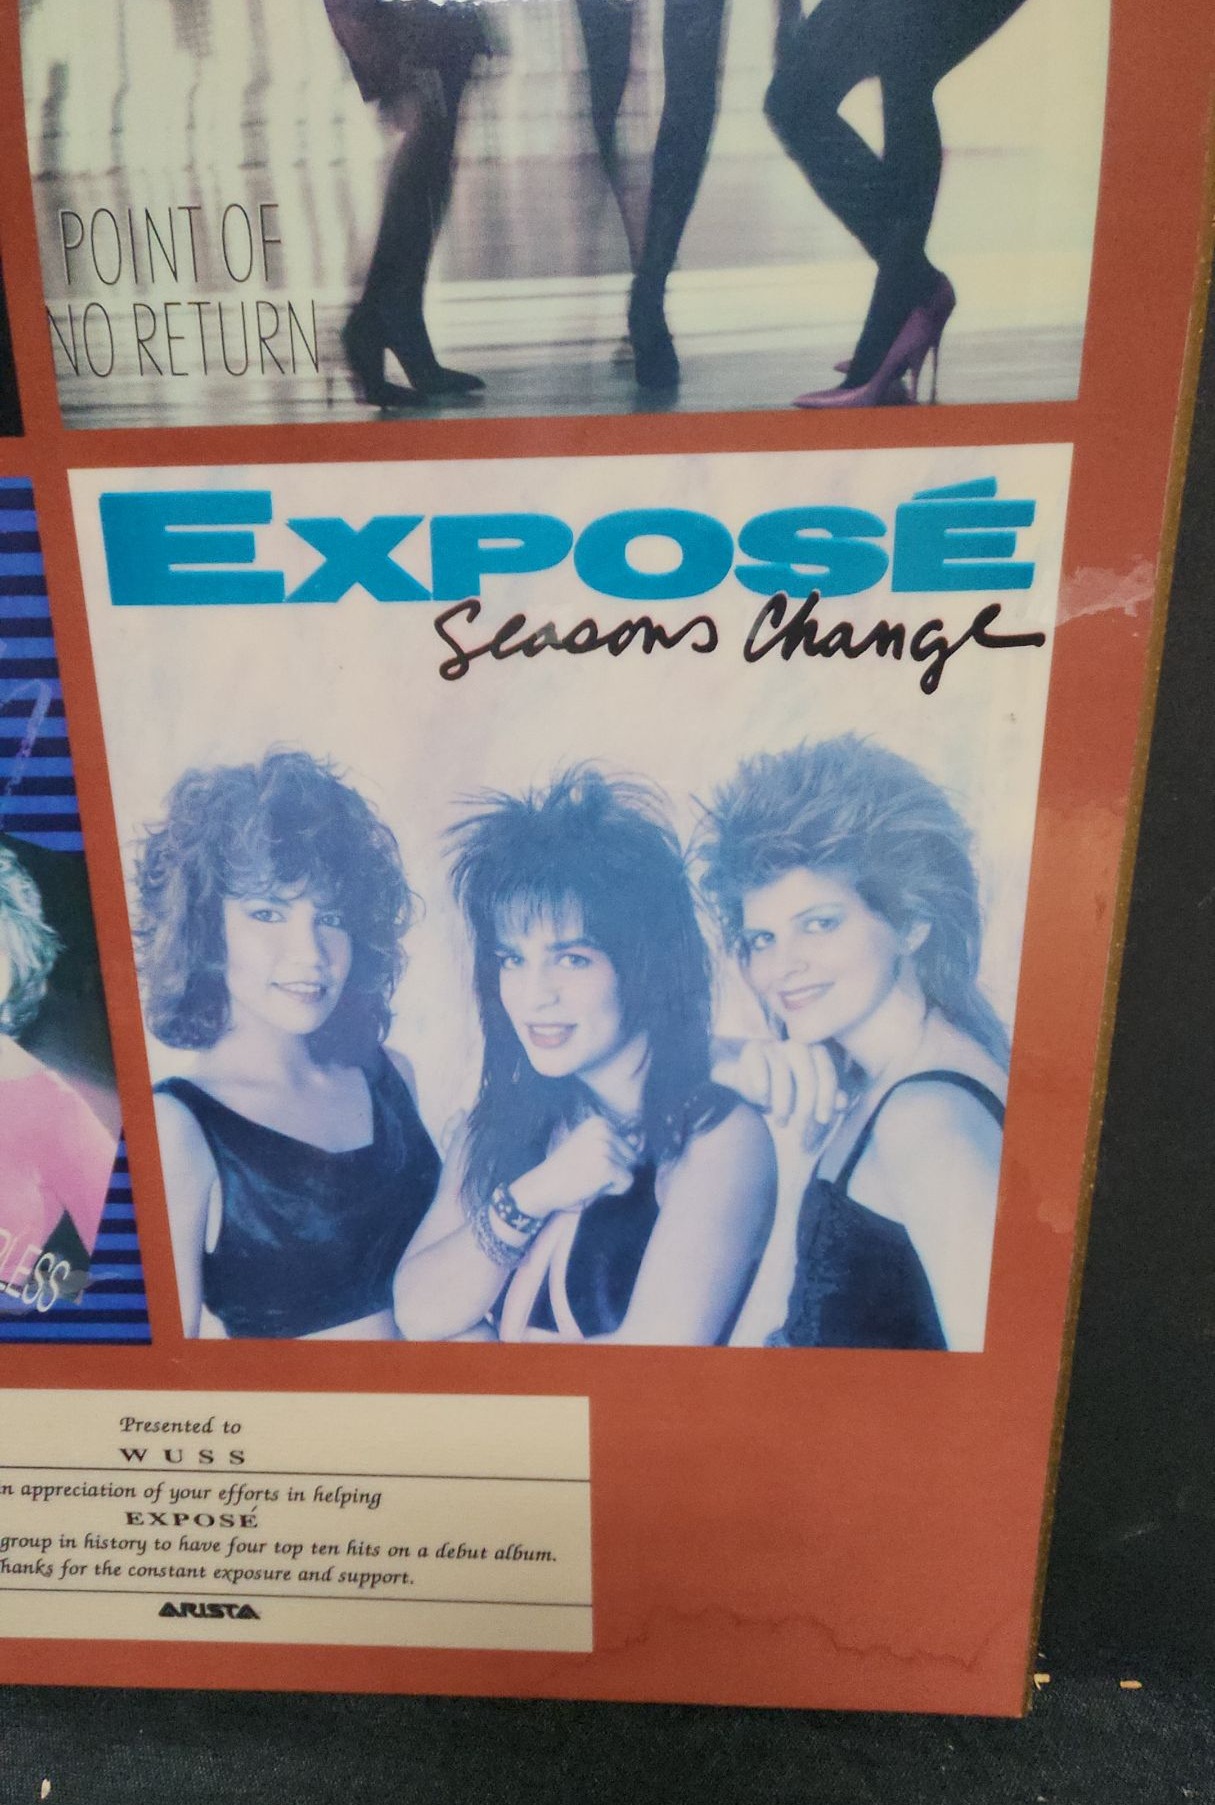 POINT OF
NO RETURN
EXPOSÉ
Seasons Change
Presented to
WUSS
appreciation of your efforts in helping
EXPOSÉ
group in history to have four top ten hits on a debut album.
for the constant exposure and support.
ARISTA